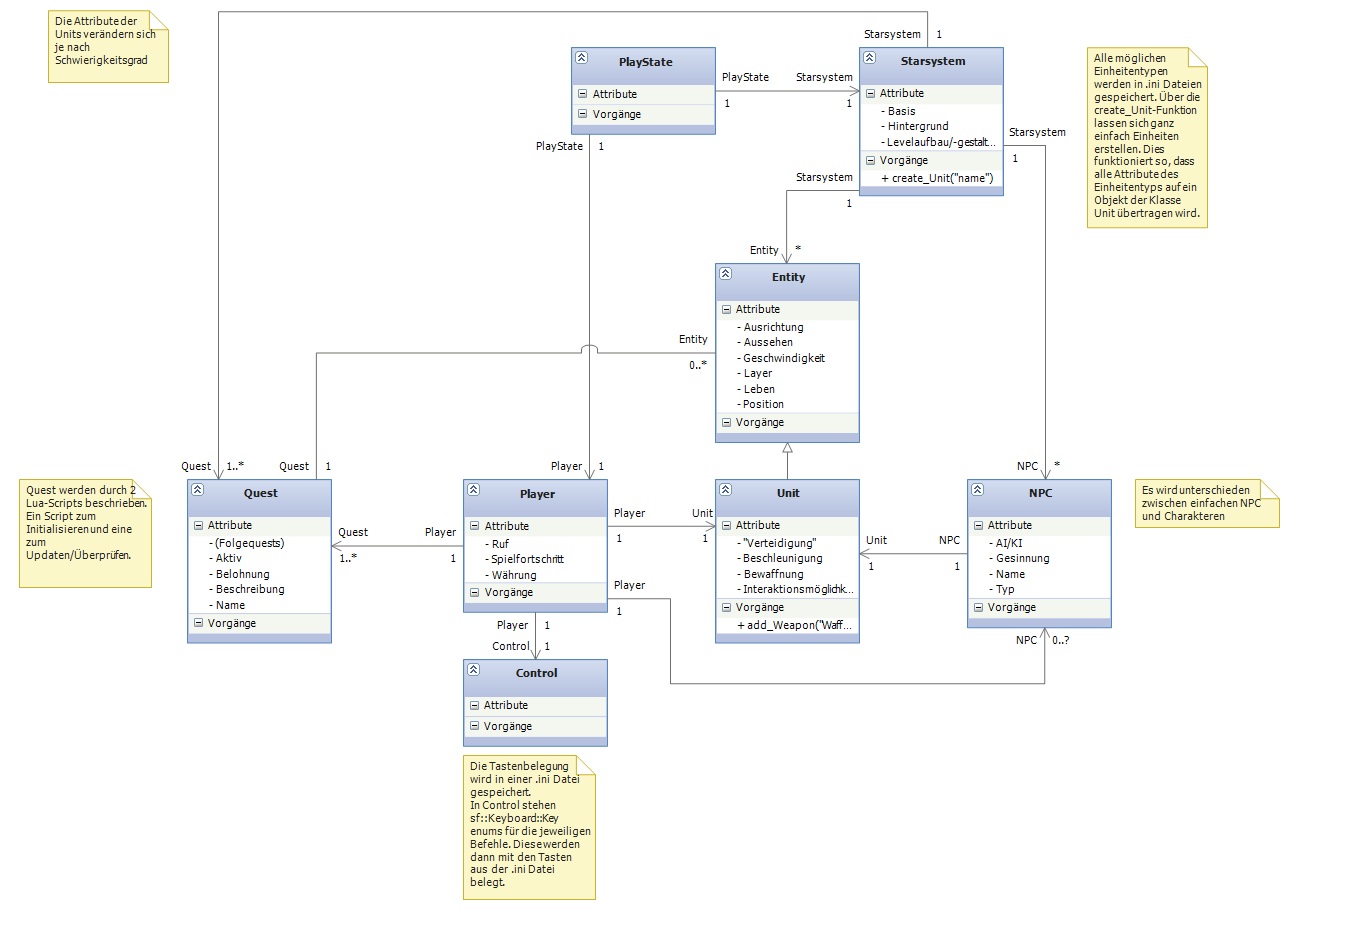 Die Attribute der
Units verändern sich
je nach
Schwierigkeitsgrad
Starsystem 1
PlayState
Attribute
Vorgänge
PlayState
1
Starsystem
1
Starsystem
Attribute
- Basis
- Hintergrund
- Levelaufbau/-gestalt...
Vorgänge
+ create_Unit("name")
Alle möglichen
Einheitentypen
werden in .ini Dateien
gespeichert. Über die
create_Unit-Funktion
lassen sich ganz
einfach Einheiten
erstellen. Dies
funktioniert so, dass
alle Attribute des
Einheitentyps auf ein
Objekt der Klasse
Unit übertragen wird.
PlayState 1
Starsystem
1
Starsystem
1
Entity *
Entity
Attribute
- Ausrichtung
- Aussehen
- Geschwindigkeit
- Layer
- Leben
- Position
Vorgänge
Entity
0..*
Quest 1..*
Quest 1
Player 1
NPC *
Quest werden durch 2
Lua-Scripts beschrieben.
Ein Script zum
Initialisieren und eine
zum
Updaten/Überprüfen.
Quest
Attribute
- (Folgequests)
- Aktiv
- Belohnung
- Beschreibung
- Name
Vorgänge
Quest
1..*
Player
1
Player
Attribute
- Ruf
- Spielfortschritt
- Währung
Vorgänge
Player
1
Unit
1
Player
1
Unit
Attribute
- "Verteidigung"
- Beschleunigung
- Bewaffnung
- Interaktionsmöglichk...
Vorgänge
+ add_Weapon("Waff...
Unit
1
NPC
1
NPC
Attribute
- AI/KI
- Gesinnung
- Name
- Typ
Vorgänge
Es wird unterschieden
zwischen einfachen NPC
und Charakteren
NPC 0..?
Player 1
Control 1
Control
Attribute
Vorgänge
Die Tastenbelegung
wird in einer .ini Datei
gespeichert.
In Control stehen
sf::Keyboard::Key
enums für die jeweiligen
Befehle. Diese werden
dann mit den Tasten
aus der .ini Datei
belegt.